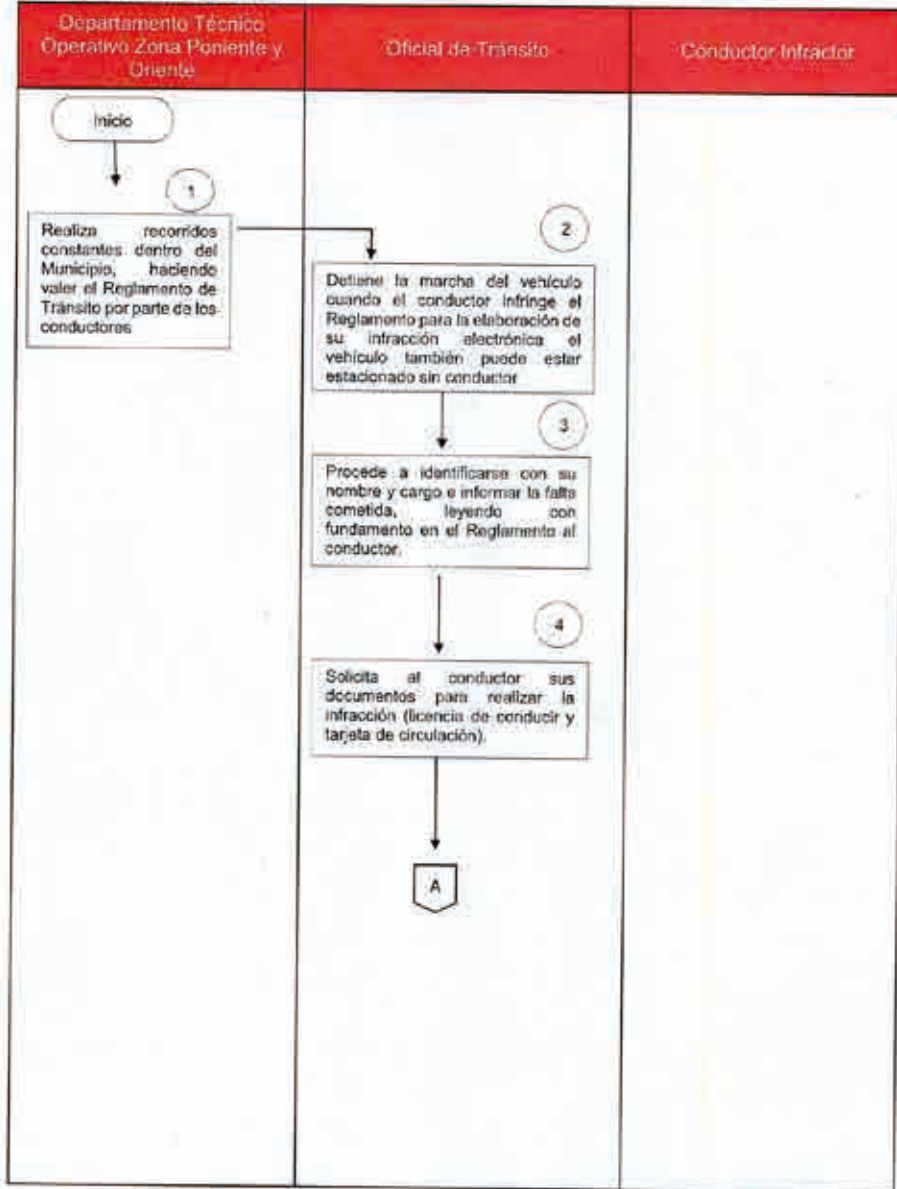 Departamento Técnico
Operativo Zona Poniente y
Oriente
Oficial de Tránsito
Conductor Infractor
Inicio
1
Realiza recorridos
constantes dentro del
Municipio, haciendo
valer el Reglamento de
Tránsito por parte de los
conductores
2
Detiene la marcha del vehículo
cuando el conductor infringe el
Reglamento para la elaboración de
su infracción electrónica el
vehículo también puede estar
estacionado sin conductor
3
Procede a identificarse con su
nombre y cargo e informar la falta
cometida, leyendo con
fundamento en el Reglamento al
conductor.
4
Solicita al conductor sus
documentos para realizar la
infracción (licencia de conducir y
tarjeta de circulación).
A